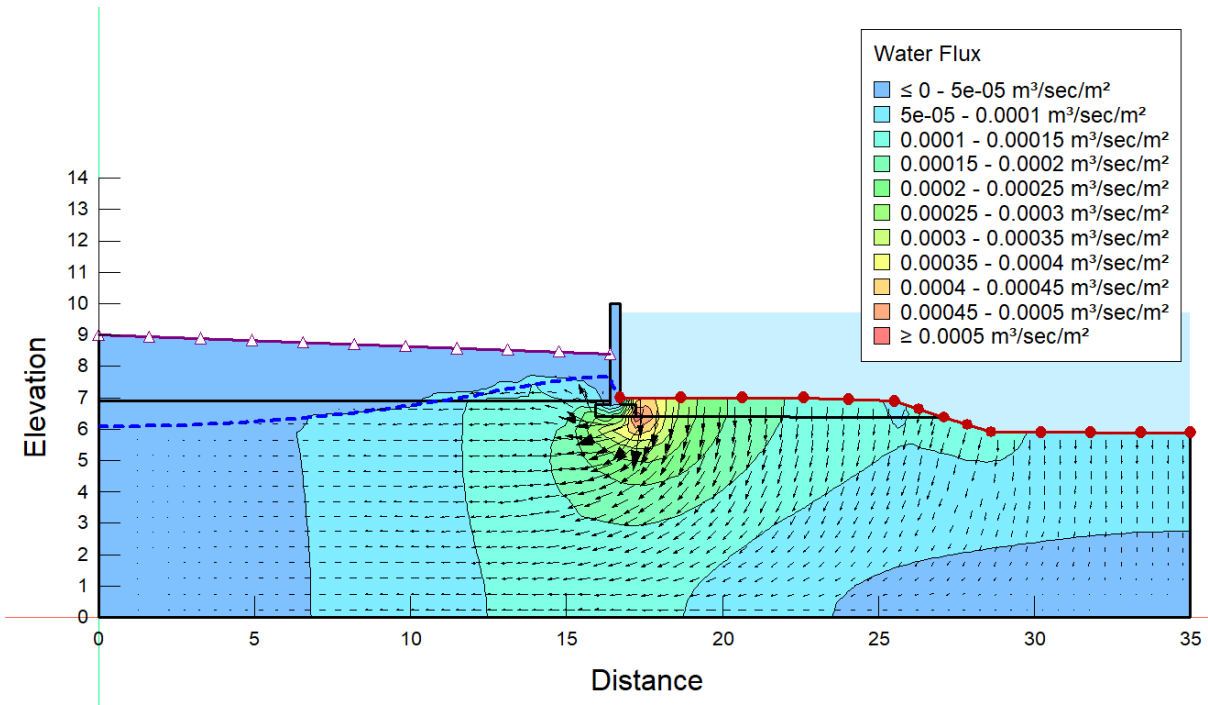 Water Flux
≤ 0 - 5e-05 m³/sec/m²
5e-05 - 0.0001 m³/sec/m²
0.0001 - 0.00015 m³/sec/m²
0.00015 - 0.0002 m³/sec/m²
0.0002 - 0.00025 m³/sec/m²
0.00025 - 0.0003 m³/sec/m²
0.0003 - 0.00035 m³/sec/m²
0.00035 - 0.0004 m³/sec/m²
0.0004 - 0.00045 m³/sec/m²
0.00045 - 0.0005 m³/sec/m²
≥ 0.0005 m³/sec/m²
14
13
12
11
10
9
8
7
6
5
4
3
2
1
0
Elevation
0 5 10 15 20 25 30 35
Distance